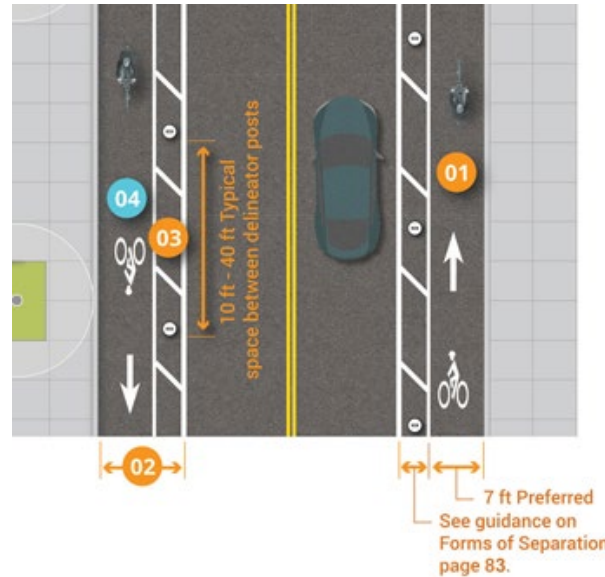 01
04
03
10 ft - 40 ft Typical
space between delineator posts
02
7 ft Preferred
See guidance on
Forms of Separation
page 83.